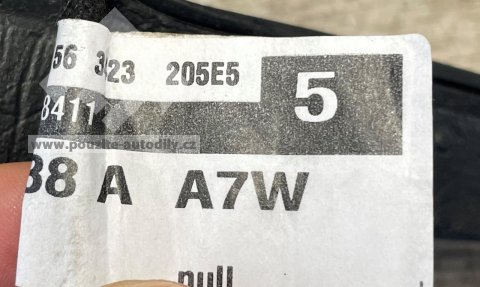 56 323 205E5
5
8411
www.pouzite-autodily.cz
38 A A7W
null